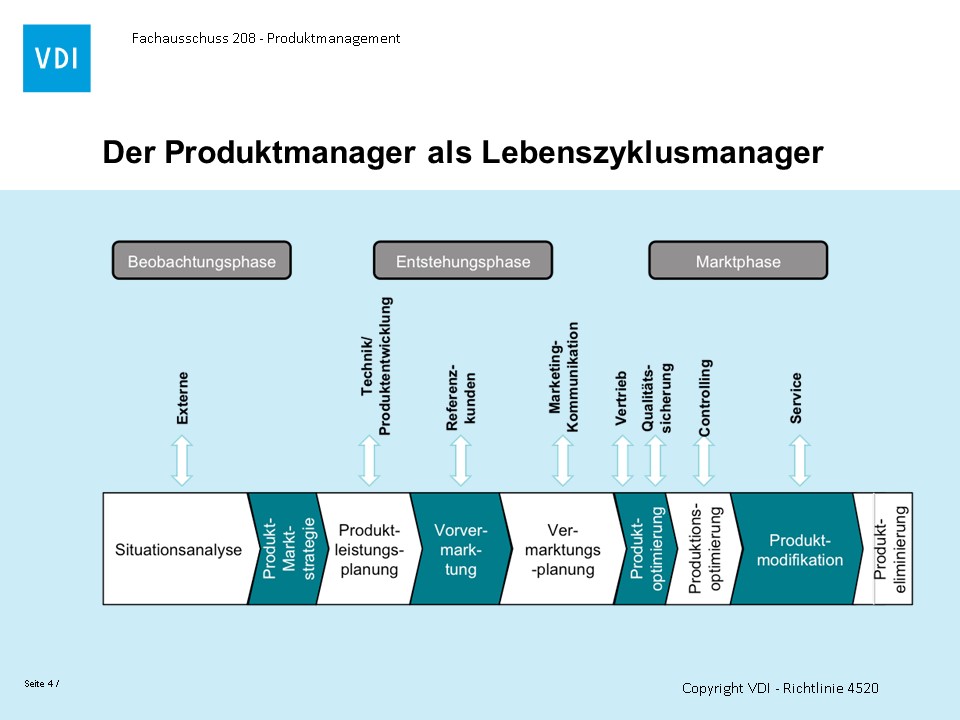 VDI
Fachausschuss 208 - Produktmanagement
Der Produktmanager als Lebenszyklusmanager
Beobachtungsphase
Entstehungsphase
Marktphase
Externe
Technik/
Produktentwicklung
Referenz-
kunden
Marketing-
Kommunikation
Vertrieb
Qualitäts-
sicherung
Controlling
Service
Situationsanalyse
Produkt-
Markt-
strategie
Produkt-
leistungs-
planung
Vorver-
mark-
tung
Ver-
marktungs
-planung
Produkt-
optimierung
Produktions-
optimierung
Produkt-
modifikation
Produkt-
eliminierung
Seite 4 /
Copyright VDI - Richtlinie 4520